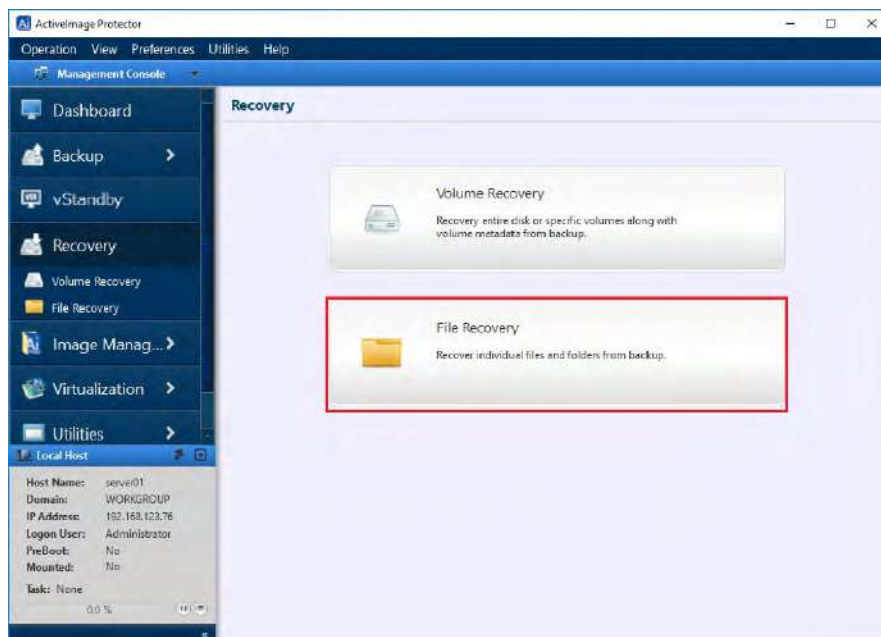 Ai ActiveImage Protector
Operation View Preferences Utilities Help
Management Console
Dashboard
Backup
vStandby
Recovery
Volume Recovery
File Recovery
Image Manag...
Virtualization
Utilities
Local Host
Host Name: server01
Domain: WORKGROUP
IP Address: 192.168.123.76
Logon User: Administrator
PreBoot: No
Mounted: No
Task: None
0.0 %
Recovery
Volume Recovery
Recovery entire disk or specific volumes along with
volume metadata from backup.
File Recovery
Recover individual files and folders from backup.